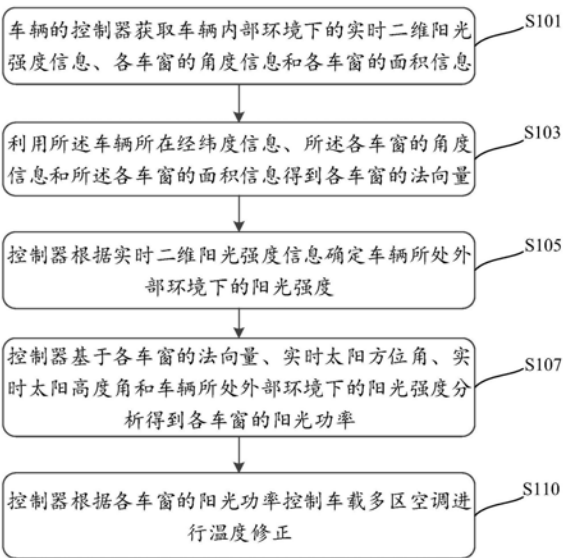 车辆的控制器获取车辆内部环境下的实时二维阳光
强度信息、各车窗的角度信息和各车窗的面积信息
S101
利用所述车辆所在经纬度信息、所述各车窗的角度
信息和所述各车窗的面积信息得到各车窗的法向量
S103
控制器根据实时二维阳光强度信息确定车辆所处外
部环境下的阳光强度
S105
控制器基于各车窗的法向量、实时太阳方位角、实
时太阳高度角和车辆所处外部环境下的阳光强度分
析得到各车窗的阳光功率
S107
控制器根据各车窗的阳光功率控制车载多区空调进
行温度修正
S110